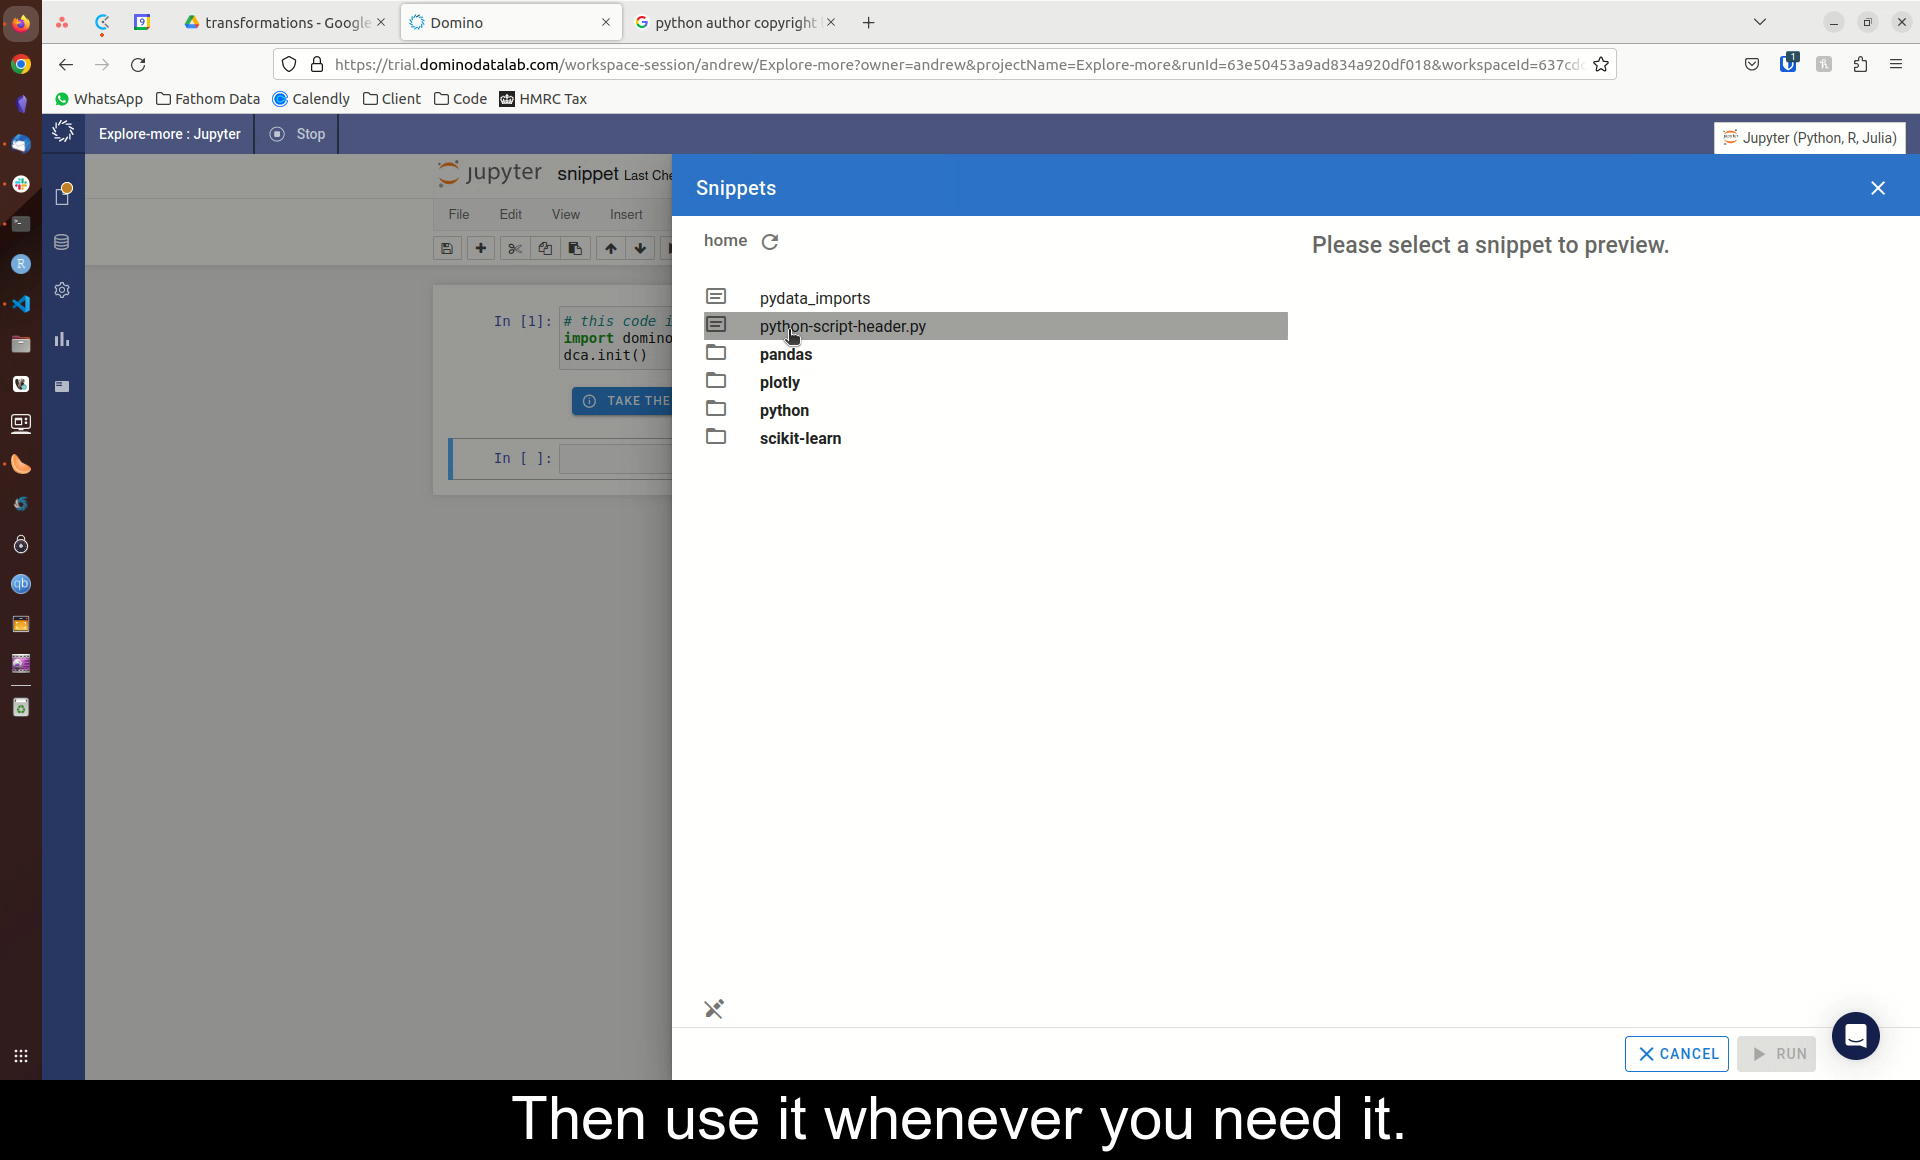 transformations - Google
Domino
python author copyright
https://trial.dominodatalab.com/workspace-session/andrew/Explore-more?owner=andrew&projectName=Explore-more&runId=63e50453a9ad834a920df018&workspaceId=637cd
WhatsApp
Fathom Data
Calendly
Client
Code
HMRC Tax
Explore-more : Jupyter
Stop
Jupyter (Python, R, Julia)
jupyter snippet Last Che
File Edit View Insert
In [1]: # this code i
import domino
dca.init()
TAKE THE
In [ ]:
Snippets
home
pydata_imports
python-script-header.py
pandas
plotly
python
scikit-learn
Please select a snippet to preview.
CANCEL
RUN
Then use it whenever you need it.